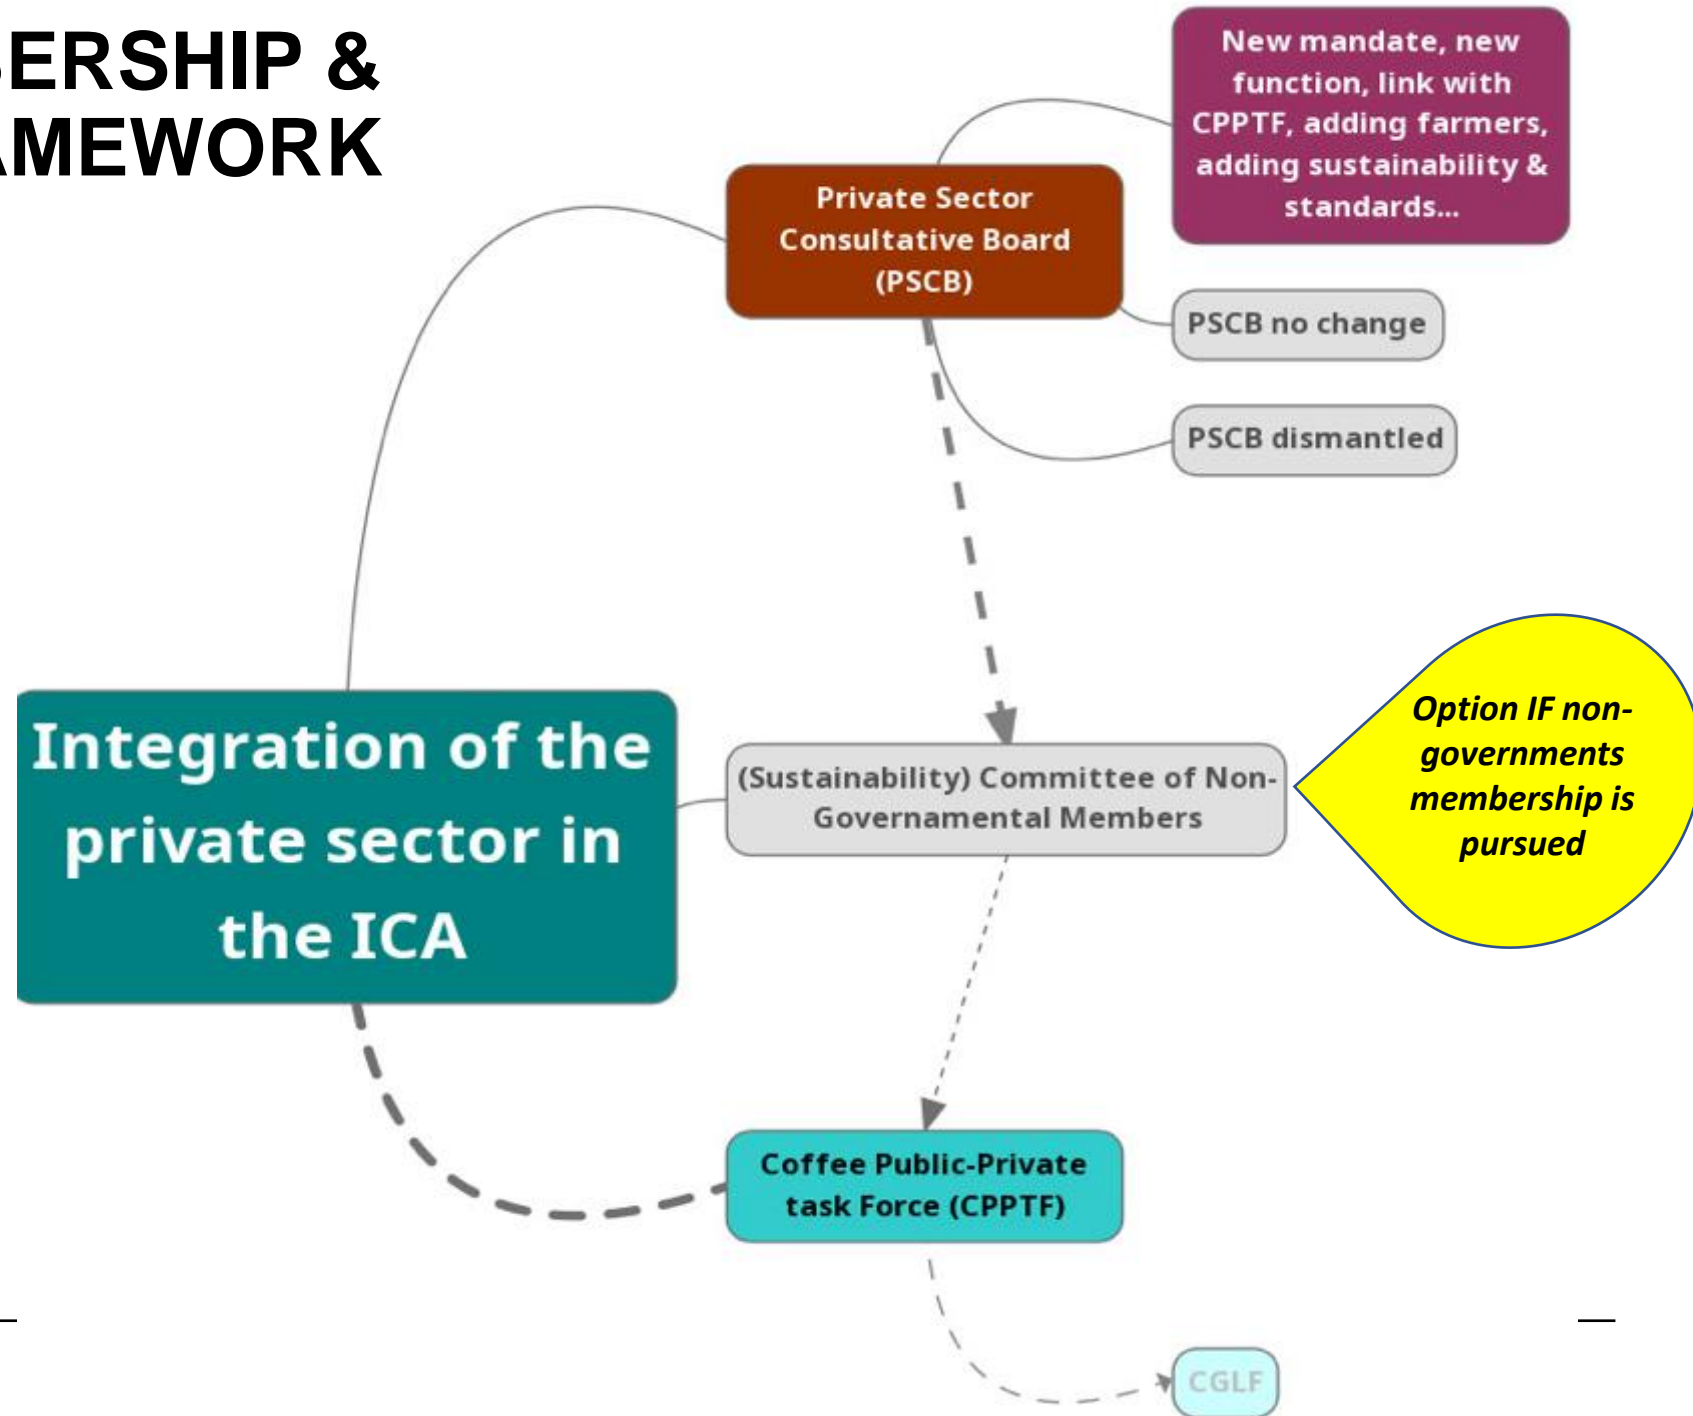 BERSHIP &
AMEWORK
New mandate, new
function, link with
CPPTF, adding farmers,
adding sustainability &
standards...
Private Sector
Consultative Board
(PSCB)
PSCB no change
PSCB dismantled
Option IF non-
governments
membership is
pursued
Integration of the
private sector in
the ICA
(Sustainability) Committee of Non-
Governamental Members
Coffee Public-Private
task Force (CPPTF)
CGLF